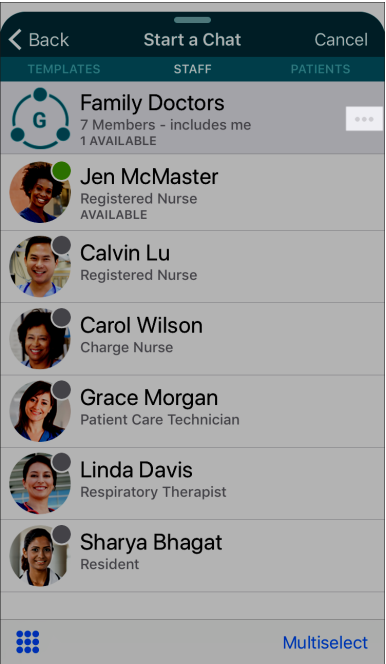 Back Start a Chat Cancel
TEMPLATES STAFF PATIENTS
G
Family Doctors
7 Members - includes me
1 AVAILABLE
Jen McMaster
Registered Nurse
AVAILABLE
Calvin Lu
Registered Nurse
Carol Wilson
Charge Nurse
Grace Morgan
Patient Care Technician
Linda Davis
Respiratory Therapist
Sharya Bhagat
Resident
Multiselect